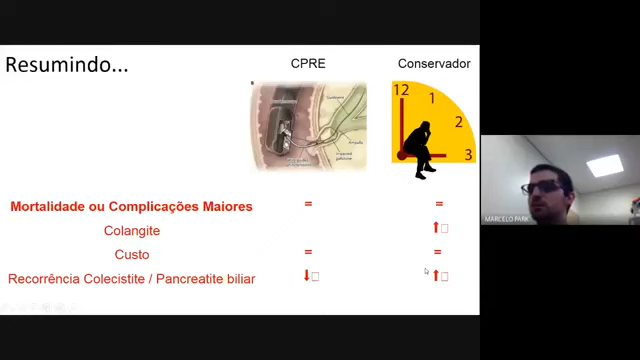 Resumindo...
CPRE
Conservador
12
1
2
3
Mortalidade ou Complicações Maiores = =
Colangite ↑
Custo = =
Recorrência Colecistite / Pancreatite biliar ↓ ↑
MARCELO PARK